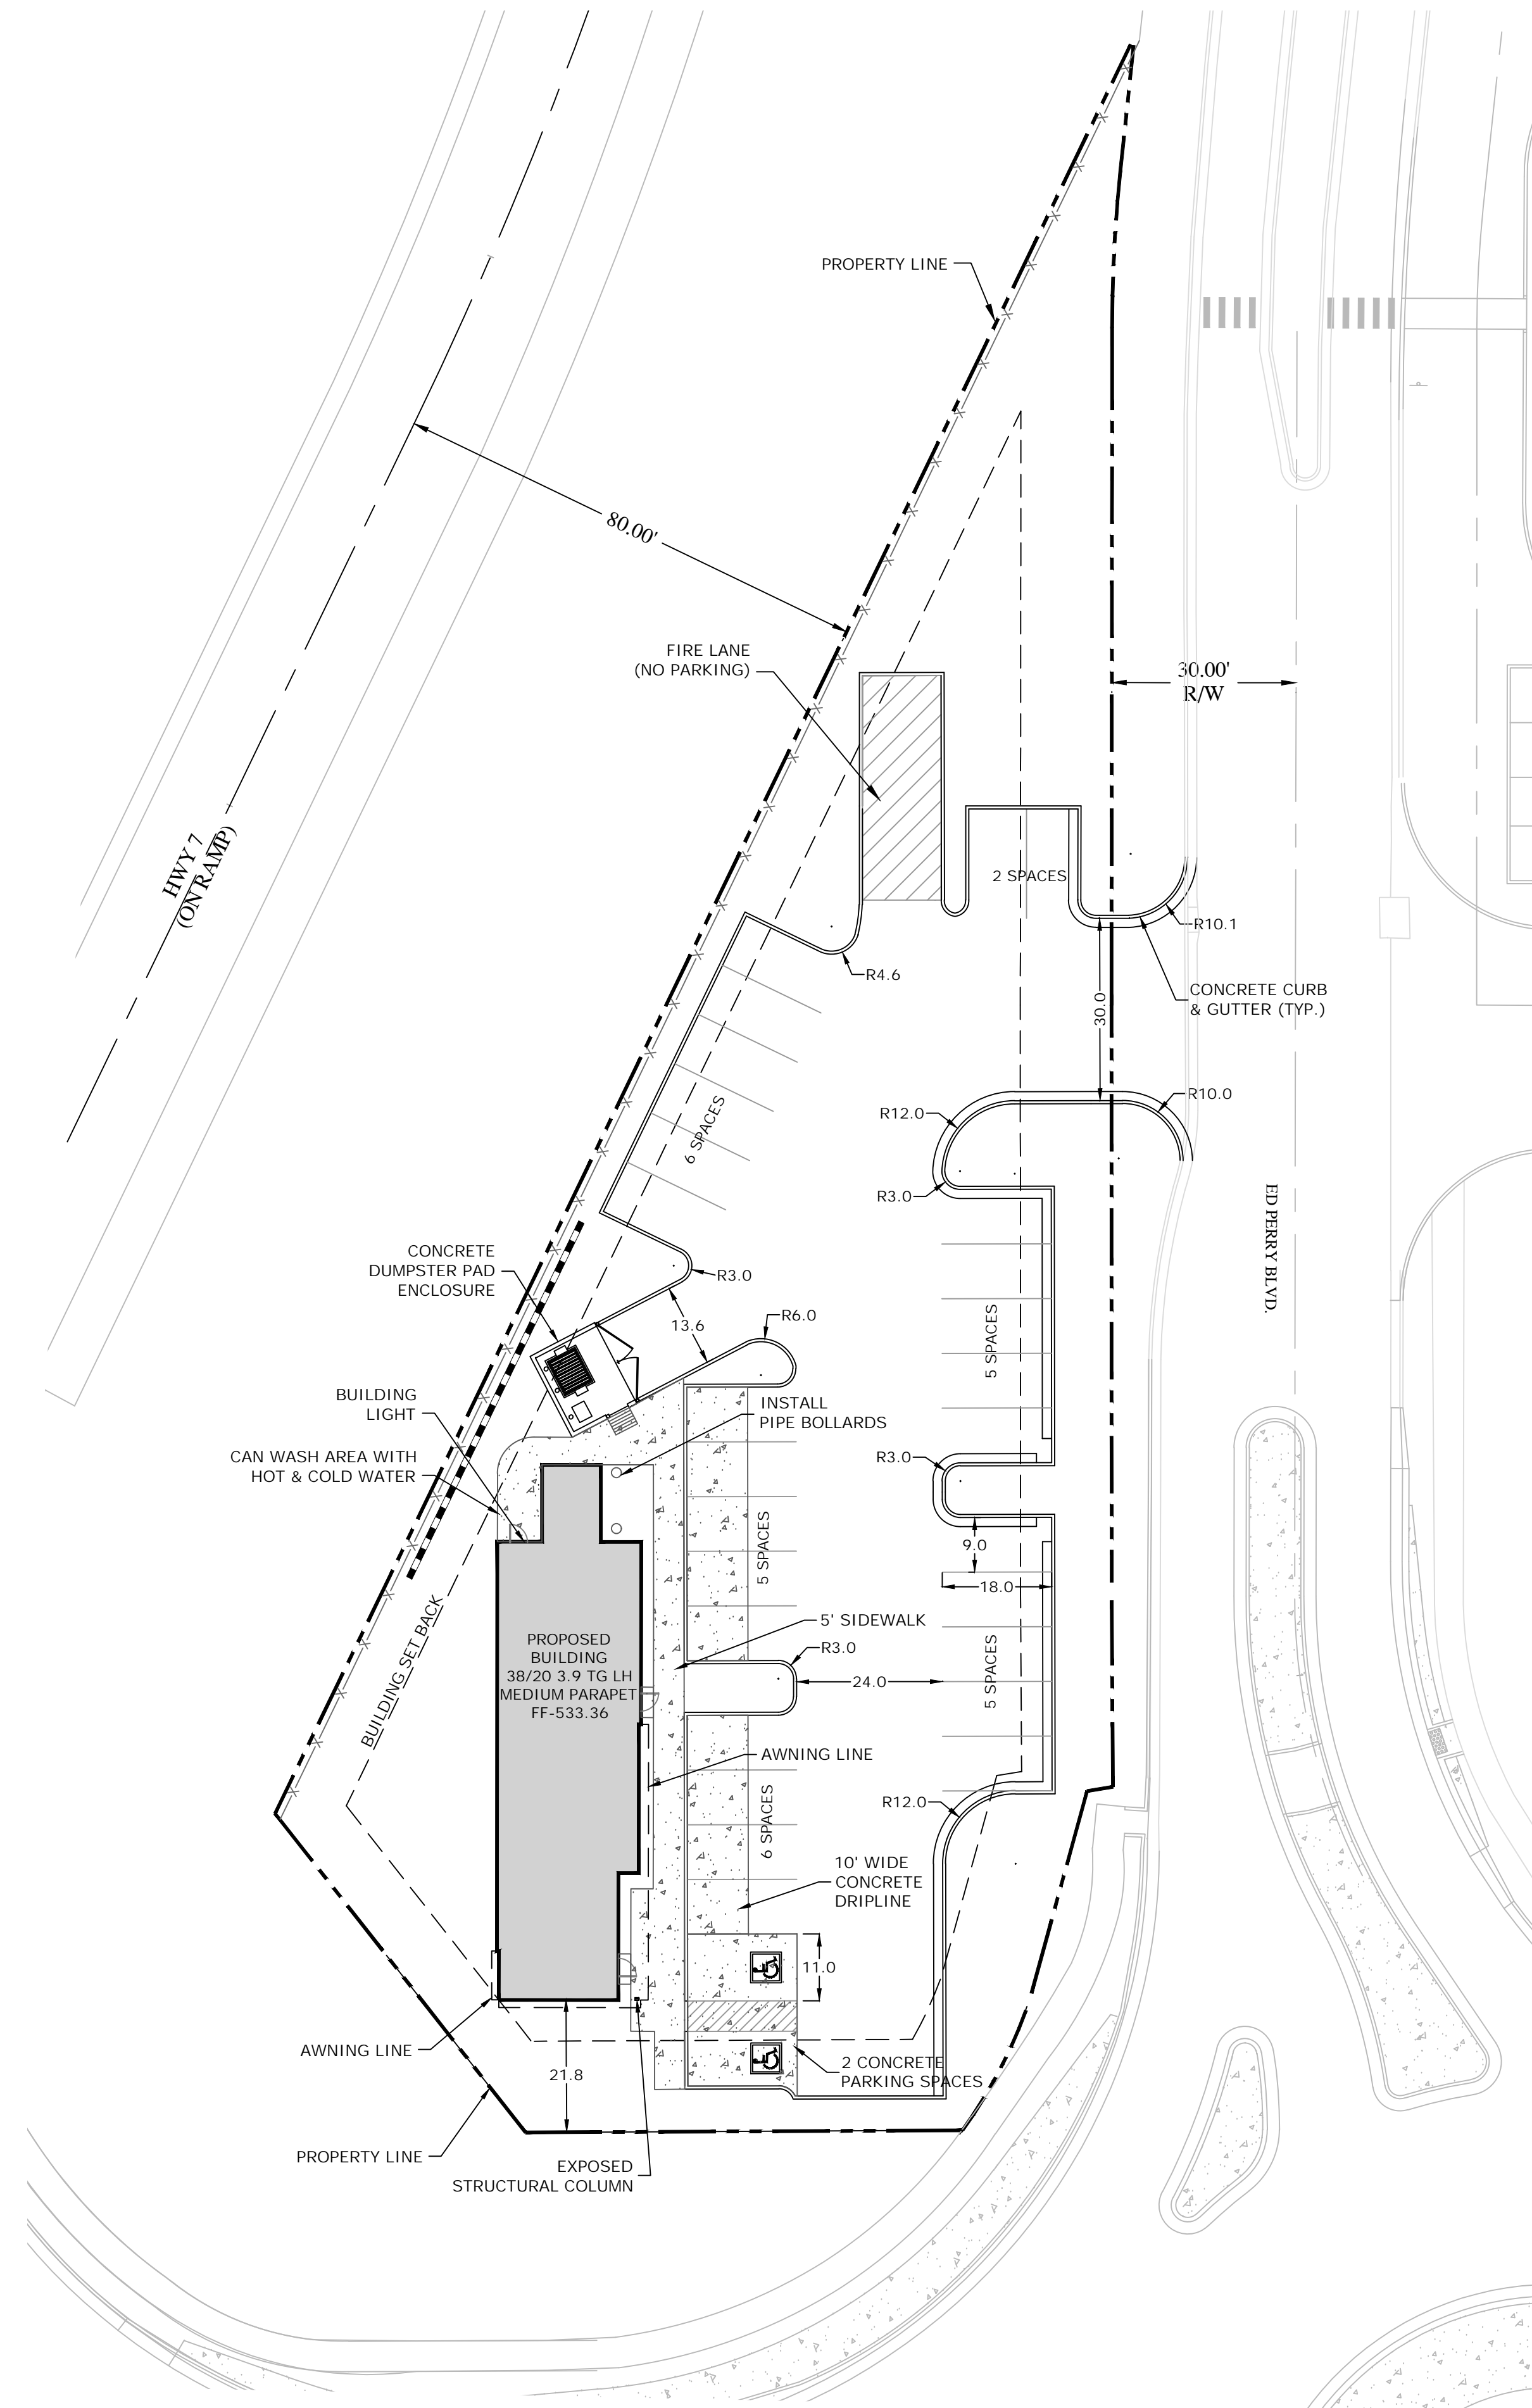 PROPERTY LINE
80.00'
FIRE LANE
(NO PARKING)
30.00'
R/W
HWY 7
(ON RAMP)
2 SPACES
R10.1
R4.6
CONCRETE CURB
& GUTTER (TYP.)
30.0
R10.0
R12.0
6 SPACES
R3.0
ED PERRY BLVD.
CONCRETE
DUMPSTER PAD
ENCLOSURE
R3.0
13.6
R6.0
5 SPACES
BUILDING
LIGHT
INSTALL
PIPE BOLLARDS
CAN WASH AREA WITH
HOT & COLD WATER
R3.0
5 SPACES
9.0
18.0
BUILDING SET BACK
PROPOSED
BUILDING
38/20 3.9 TG LH
MEDIUM PARAPET
FF-533.36
5' SIDEWALK
R3.0
24.0
5 SPACES
AWNING LINE
R12.0
6 SPACES
10' WIDE
CONCRETE
DRIPLINE
11.0
AWNING LINE
21.8
2 CONCRETE
PARKING SPACES
PROPERTY LINE
EXPOSED
STRUCTURAL COLUMN